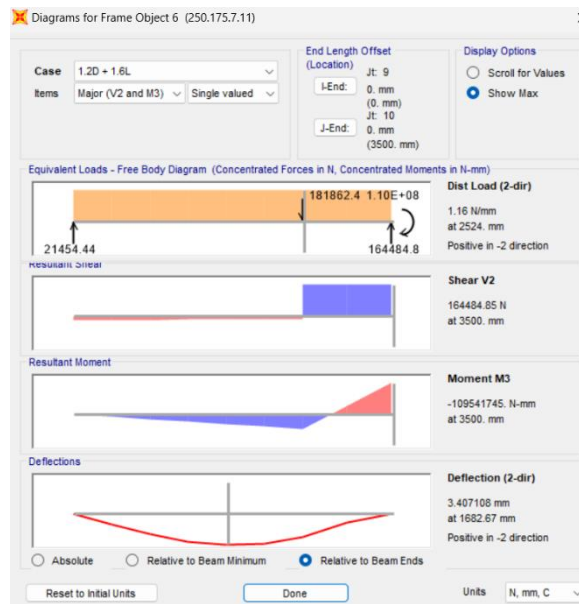 Diagrams for Frame Object 6 (250.175.7.11)
Case 1.2D + 1.6L
Items Major (V2 and M3) Single valued
End Length Offset
(Location)
Jt: 9
I-End: 0. mm
(0. mm)
Jt: 10
J-End: 0. mm
(3500. mm)
Display Options
Scroll for Values
Show Max
Equivalent Loads - Free Body Diagram (Concentrated Forces in N, Concentrated Moments in N-mm)
181862.4 1.10E+08
21454.44 164484.8
Dist Load (2-dir)
1.16 N/mm
at 2524. mm
Positive in -2 direction
Resultant Shear
Shear V2
164484.85 N
at 3500. mm
Resultant Moment
Moment M3
-109541745. N-mm
at 3500. mm
Deflections
Deflection (2-dir)
3.407108 mm
at 1682.67 mm
Positive in -2 direction
Absolute Relative to Beam Minimum Relative to Beam Ends
Reset to Initial Units Done Units N, mm, C